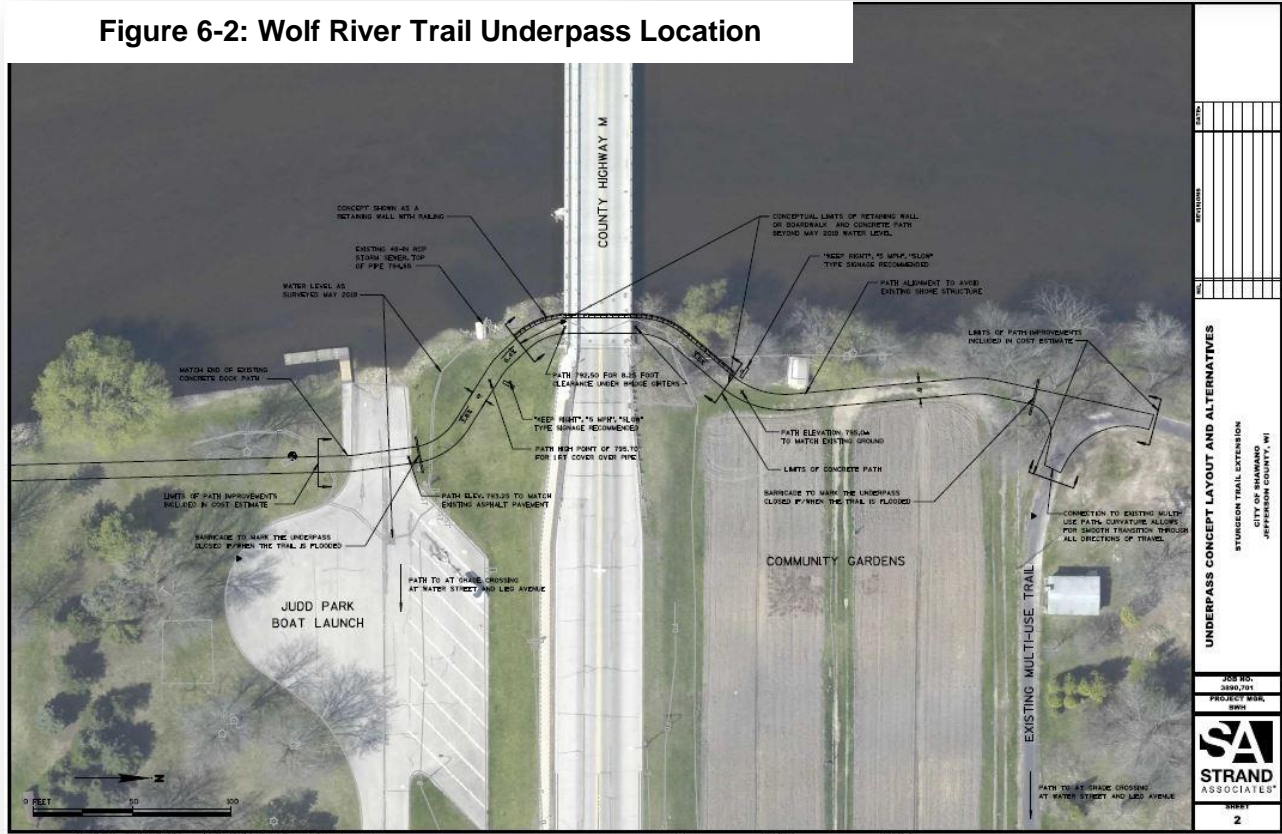 Figure 6-2: Wolf River Trail Underpass Location
COUNTY HIGHWAY M
CONCEPT SHOWN AS A
RETAINING WALL WITH RAILING
EXISTING 48-IN RCP
STORM SEWER, TOP
OF PIPE
WATER LEVEL AS
SURVEYED MAY 2019
MATCH END OF EXISTING
CONCRETE DOCK PATH
CONCEPTUAL LIMITS OF RETAINING WALL
OR BOARDWALK AND CONCRETE PATH
BEYOND MAY 2019 WATER LEVEL
"KEEP RIGHT", "5 MPH", "SLOW"
TYPE SIGNAGE RECOMMENDED
PATH ALIGNMENT TO AVOID
EXISTING SHORE STRUCTURE
LIMITS OF PATH IMPROVEMENTS
INCLUDED IN COST ESTIMATE
PATH 792.50 FOR 8.25 FOOT
CLEARANCE UNDER BRIDGE GIRDERS
"KEEP RIGHT", "5 MPH", "SLOW"
TYPE SIGNAGE RECOMMENDED
PATH HIGH POINT OF 795.70
FOR 1 FT COVER OVER PIPE
PATH ELEVATION
TO MATCH EXISTING GROUND
LIMITS OF CONCRETE PATH
LIMITS OF PATH IMPROVEMENTS
INCLUDED IN COST ESTIMATE
PATH ELEV. 793.25 TO MATCH
EXISTING ASPHALT PAVEMENT
BARRICADE TO MARK THE UNDERPASS
CLOSED IF/WHEN THE TRAIL IS FLOODED
BARRICADE TO MARK THE UNDERPASS
CLOSED IF/WHEN THE TRAIL IS FLOODED
CONNECTION TO EXISTING MULTI-
USE PATH. CURVATURE ALLOWS
FOR SMOOTH TRANSITION THROUGH
ALL DIRECTIONS OF TRAVEL
PATH TO AT GRADE CROSSING
AT WATER STREET AND LIEG AVENUE
JUDD PARK
BOAT LAUNCH
COMMUNITY GARDENS
EXISTING MULTI-USE TRAIL
PATH TO AT GRADE CROSSING
AT WATER STREET AND LIEG AVENUE
N
0 FEET 50 100
NO.
REVISIONS
DATE:
UNDERPASS CONCEPT LAYOUT AND ALTERNATIVES
STURGEON TRAIL EXTENSION
CITY OF SHAWANO
JEFFERSON COUNTY, WI
JOB NO.
3890.701
PROJECT MGR.
BWH
SA
STRAND
ASSOCIATES®
SHEET
2